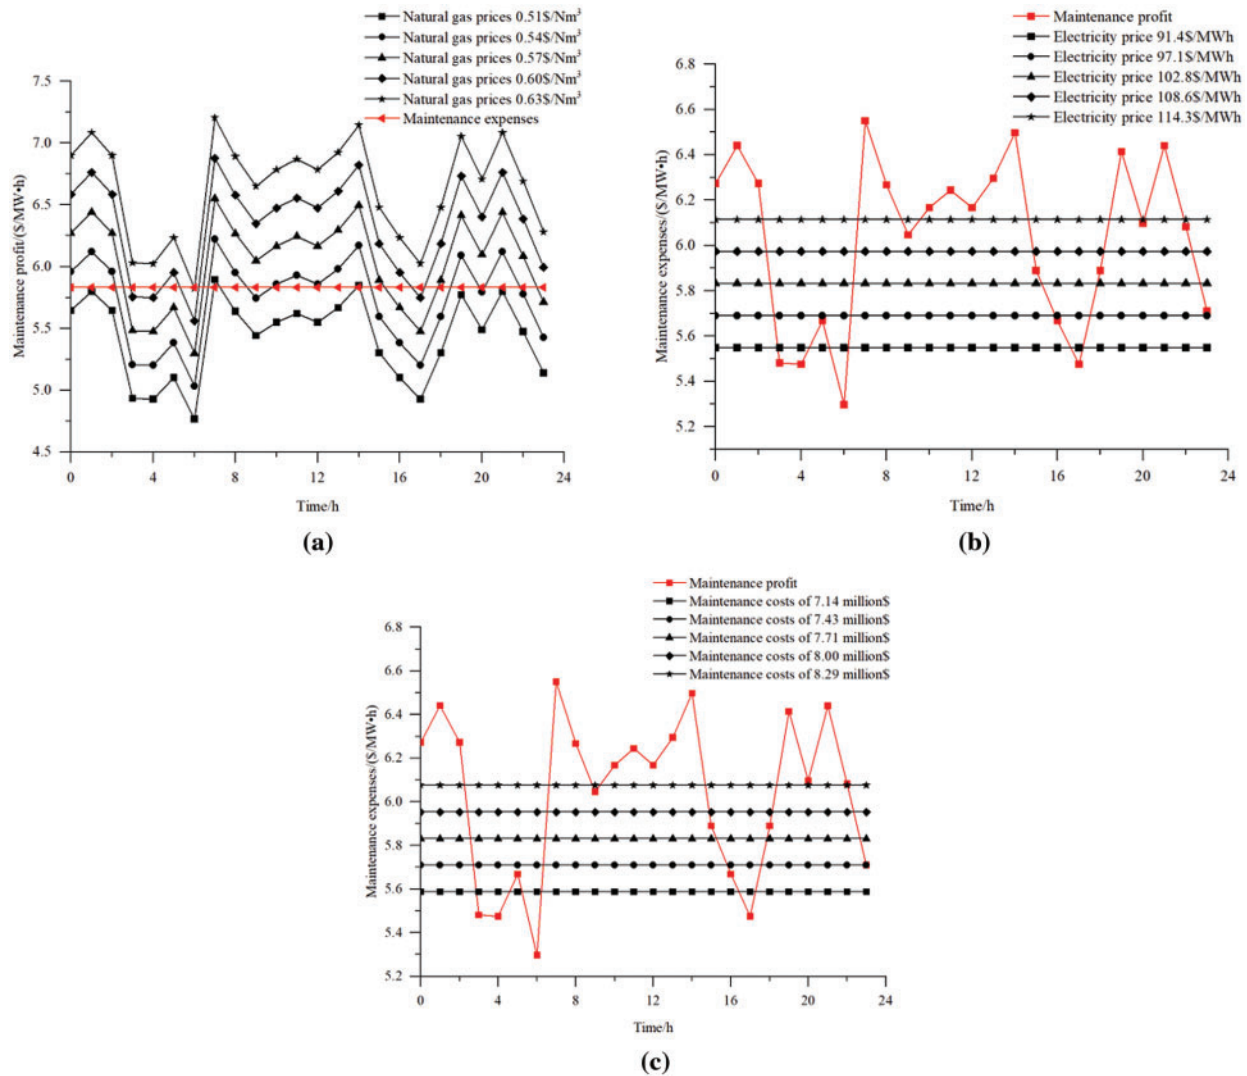 Natural gas prices 0.51$/Nm³
Natural gas prices 0.54$/Nm³
Natural gas prices 0.57$/Nm³
Natural gas prices 0.60$/Nm³
Natural gas prices 0.63$/Nm³
Maintenance expenses
7.5
7.0
6.5
6.0
5.5
5.0
4.5
Maintenance profit/($/MW•h)
0 4 8 12 16 20 24
Time/h
(a)
Maintenance profit
Electricity price 91.4$/MWh
Electricity price 97.1$/MWh
Electricity price 102.8$/MWh
Electricity price 108.6$/MWh
Electricity price 114.3$/MWh
6.8
6.6
6.4
6.2
6.0
5.8
5.6
5.4
5.2
Maintenance expenses/($/MW•h)
0 4 8 12 16 20 24
Time/h
(b)
Maintenance profit
Maintenance costs of 7.14 million$
Maintenance costs of 7.43 million$
Maintenance costs of 7.71 million$
Maintenance costs of 8.00 million$
Maintenance costs of 8.29 million$
6.8
6.6
6.4
6.2
6.0
5.8
5.6
5.4
5.2
Maintenance expenses/($/MW•h)
0 4 8 12 16 20 24
Time/h
(c)